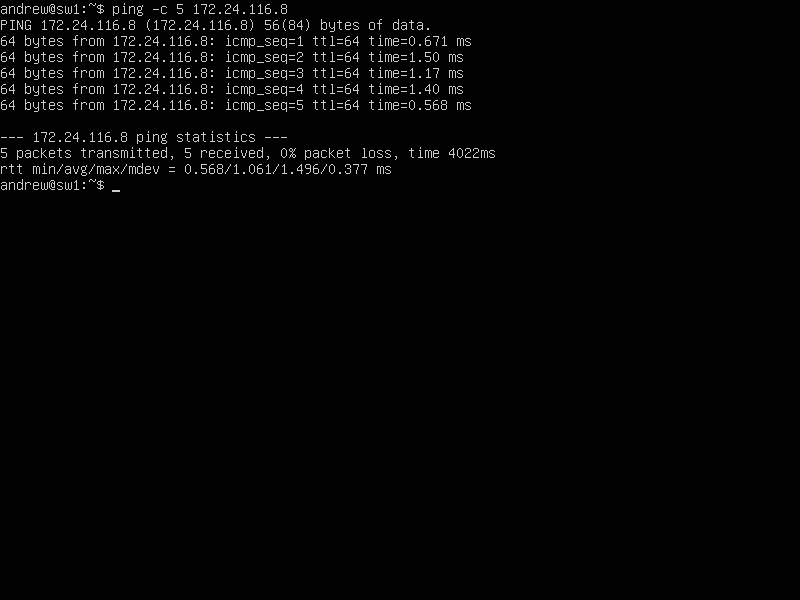 andrew@sw1:~$ ping -c 5 172.24.116.8
PING 172.24.116.8 (172.24.116.8) 56(84) bytes of data.
64 bytes from 172.24.116.8: icmp_seq=1 ttl=64 time=0.671 ms
64 bytes from 172.24.116.8: icmp_seq=2 ttl=64 time=1.50 ms
64 bytes from 172.24.116.8: icmp_seq=3 ttl=64 time=1.17 ms
64 bytes from 172.24.116.8: icmp_seq=4 ttl=64 time=1.40 ms
64 bytes from 172.24.116.8: icmp_seq=5 ttl=64 time=0.568 ms

--- 172.24.116.8 ping statistics ---
5 packets transmitted, 5 received, 0% packet loss, time 4022ms
rtt min/avg/max/mdev = 0.568/1.061/1.496/0.377 ms
andrew@sw1:~$ _